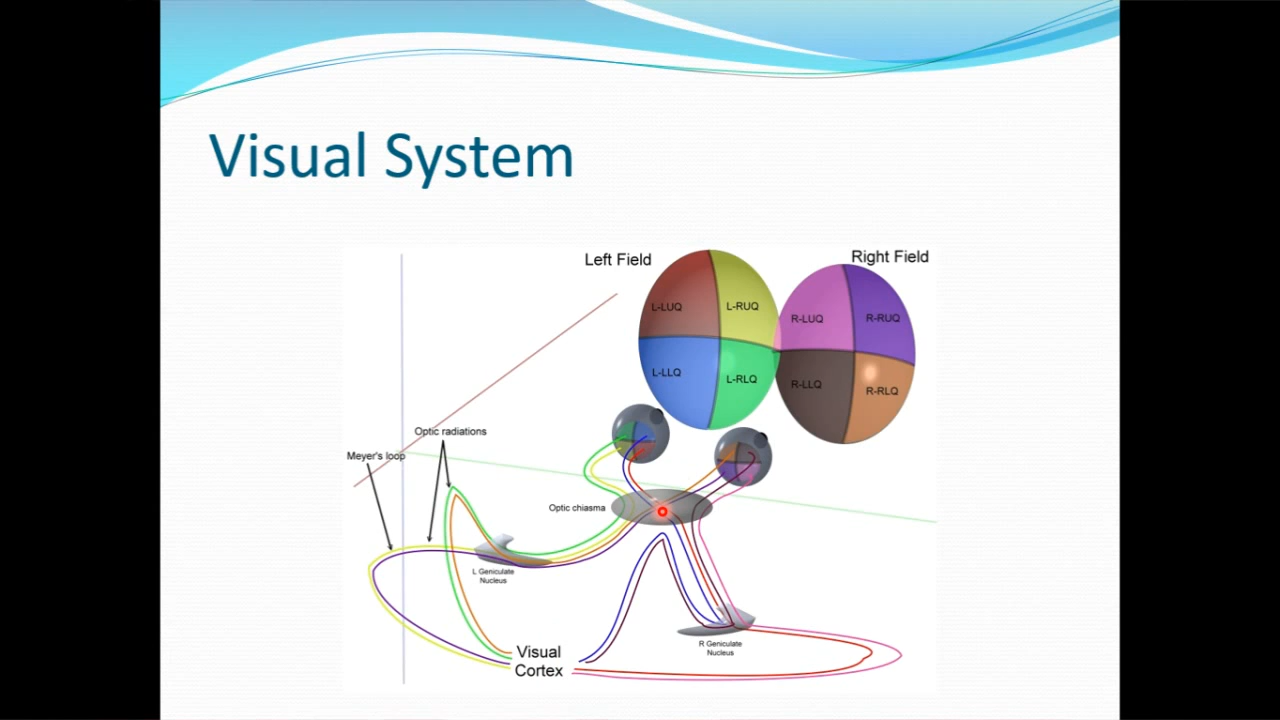 Visual System
Left Field
Right Field
L-LUQ
L-RUQ
R-LUQ
R-RUQ
L-LLQ
L-RLQ
R-LLQ
R-RLQ
Optic radiations
Meyer's loop
Optic chiasma
L Geniculate
Nucleus
R Geniculate
Nucleus
Visual
Cortex